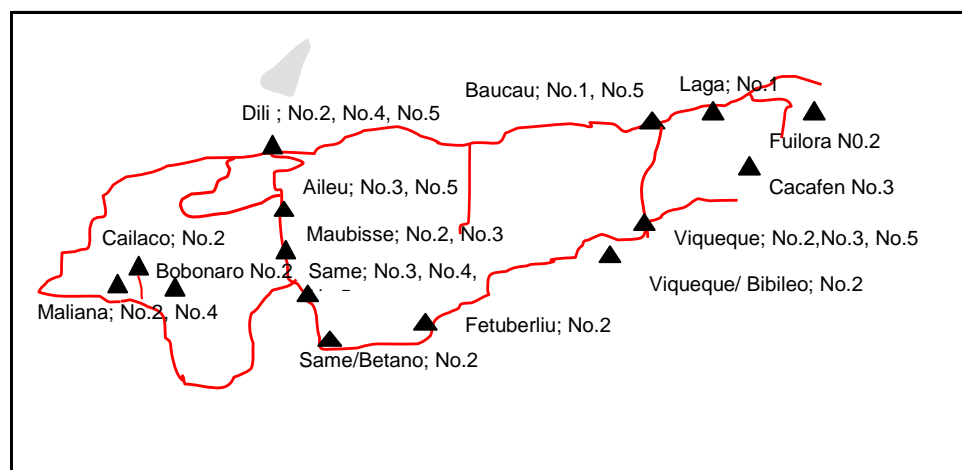 Laga; No.1
Baucau; No.1, No.5
Dili ; No.2, No.4, No.5
Fuilora N0.2
Cacafen No.3
Aileu; No.3, No.5
Maubisse; No.2, No.3
Viqueque; No.2,No.3, No.5
Cailaco; No.2
Bobonaro No.2
Same; No.3, No.4,
Viqueque/ Bibileo; No.2
Maliana; No.2, No.4
Fetuberliu; No.2
Same/Betano; No.2